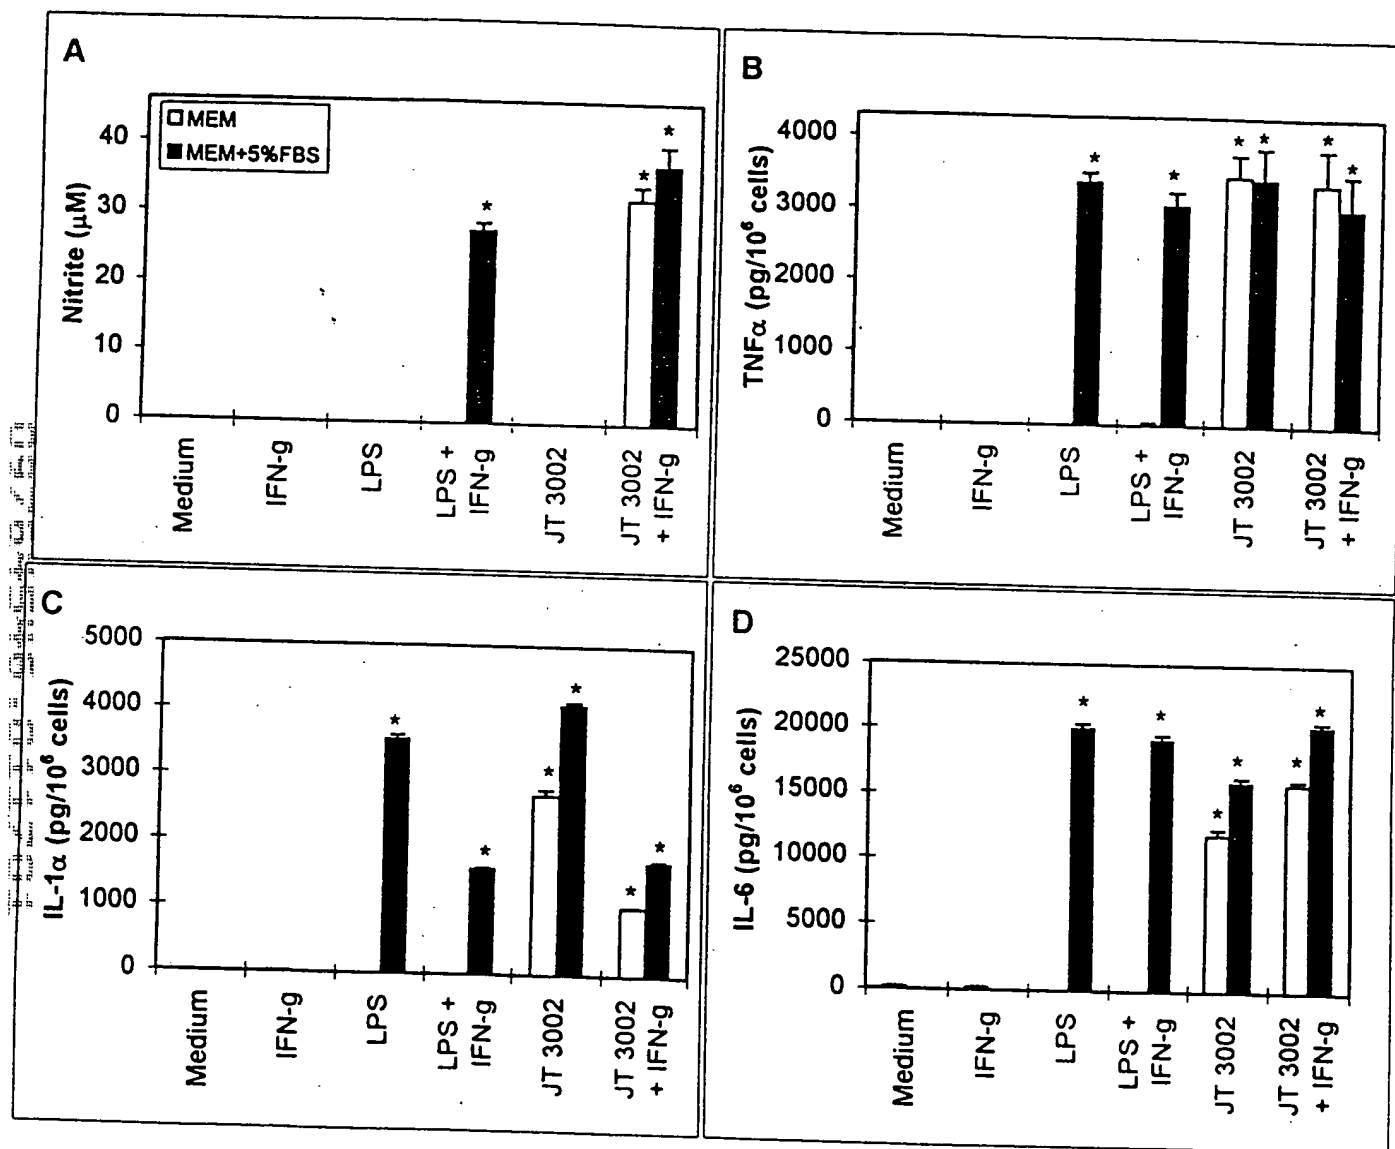 A
MEM
MEM+5%FBS
Nitrite (μM)
40
30
20
10
0
Medium
IFN-g
LPS
LPS +
IFN-g
JT 3002
JT 3002
+ IFN-g
*
*
*
B
TNFα (pg/10⁶ cells)
4000
3000
2000
1000
0
Medium
IFN-g
LPS
LPS +
IFN-g
JT 3002
JT 3002
+ IFN-g
*
*
*
*
*
*
C
IL-1α (pg/10⁶ cells)
5000
4000
3000
2000
1000
0
Medium
IFN-g
LPS
LPS +
IFN-g
JT 3002
JT 3002
+ IFN-g
*
*
*
*
*
*
D
IL-6 (pg/10⁶ cells)
25000
20000
15000
10000
5000
0
Medium
IFN-g
LPS
LPS +
IFN-g
JT 3002
JT 3002
+ IFN-g
*
*
*
*
*
*